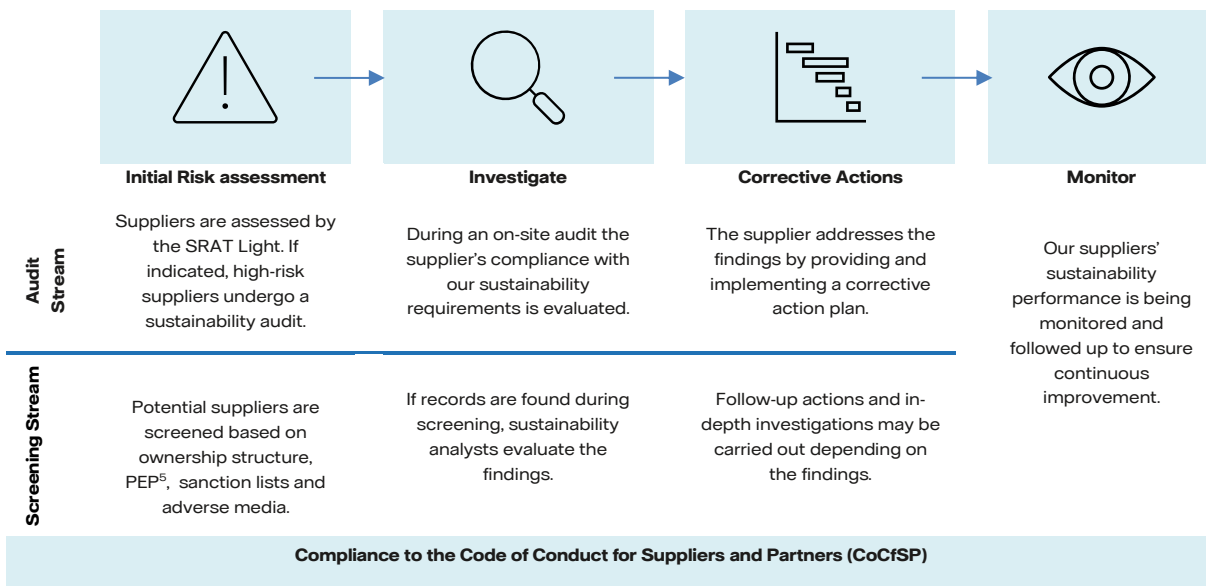 Initial Risk assessment
Investigate
Corrective Actions
Monitor
Audit
Stream
Suppliers are assessed by
the SRAT Light. If
indicated, high-risk
suppliers undergo a
sustainability audit.
During an on-site audit the
supplier's compliance with
our sustainability
requirements is evaluated.
The supplier addresses the
findings by providing and
implementing a corrective
action plan.
Our suppliers'
sustainability
performance is being
monitored and
followed up to ensure
continuous
improvement.
Screening Stream
Potential suppliers are
screened based on
ownership structure,
PEP⁵, sanction lists and
adverse media.
If records are found during
screening, sustainability
analysts evaluate the
findings.
Follow-up actions and in-
depth investigations may be
carried out depending on
the findings.
Compliance to the Code of Conduct for Suppliers and Partners (CoCfSP)